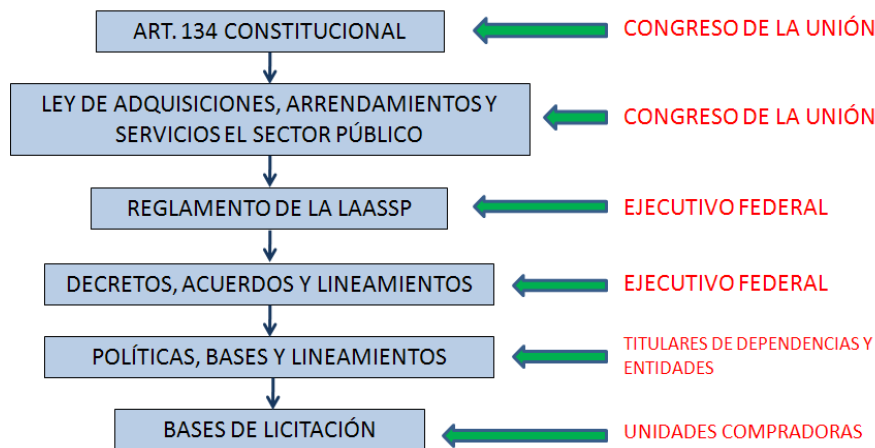 ART. 134 CONSTITUCIONAL
CONGRESO DE LA UNIÓN
LEY DE ADQUISICIONES, ARRENDAMIENTOS Y
SERVICIOS EL SECTOR PÚBLICO
CONGRESO DE LA UNIÓN
REGLAMENTO DE LA LAASSP
EJECUTIVO FEDERAL
DECRETOS, ACUERDOS Y LINEAMIENTOS
EJECUTIVO FEDERAL
POLÍTICAS, BASES Y LINEAMIENTOS
TITULARES DE DEPENDENCIAS Y
ENTIDADES
BASES DE LICITACIÓN
UNIDADES COMPRADORAS